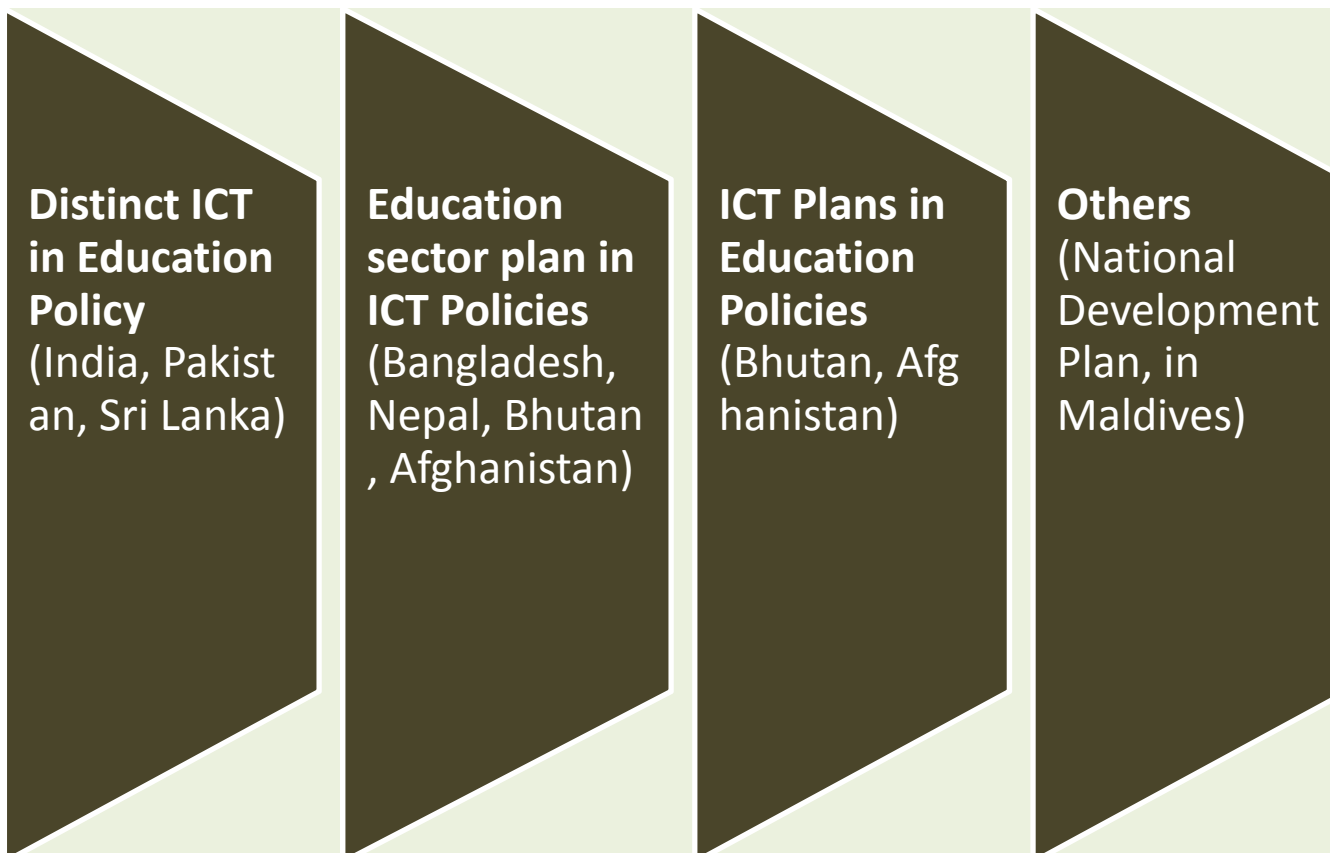 Distinct ICT
in Education
Policy
(India, Pakist
an, Sri Lanka)
Education
sector plan in
ICT Policies
(Bangladesh,
Nepal, Bhutan
, Afghanistan)
ICT Plans in
Education
Policies
(Bhutan, Afg
hanistan)
Others
(National
Development
Plan, in
Maldives)